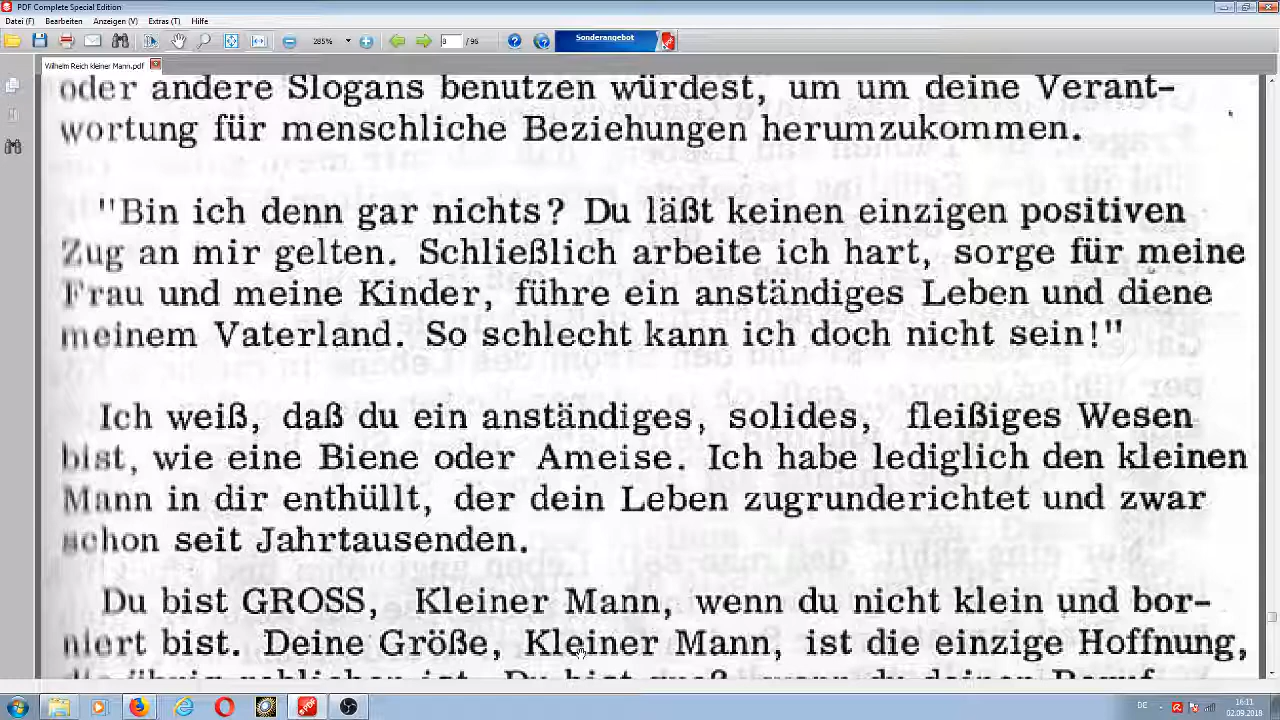 PDF Complete Special Edition
Datei (F) Bearbeiten Anzeigen (V) Extras (T) Hilfe
285% / 96 Sonderangebot
Wilhelm Reich kleiner Mann.pdf
oder andere Slogans benutzen würdest, um um deine Verant-
wortung für menschliche Beziehungen herumzukommen.
"Bin ich denn gar nichts? Du läßt keinen einzigen positiven
Zug an mir gelten. Schließlich arbeite ich hart, sorge für meine
Frau und meine Kinder, führe ein anständiges Leben und diene
meinem Vaterland. So schlecht kann ich doch nicht sein!"
Ich weiß, daß du ein anständiges, solides, fleißiges Wesen
bist, wie eine Biene oder Ameise. Ich habe lediglich den kleinen
Mann in dir enthüllt, der dein Leben zugrunderichtet und zwar
schon seit Jahrtausenden.
Du bist GROSS, Kleiner Mann, wenn du nicht klein und bor-
niert bist. Deine Größe, Kleiner Mann, ist die einzige Hoffnung,
DE 16:11
02.09.2018